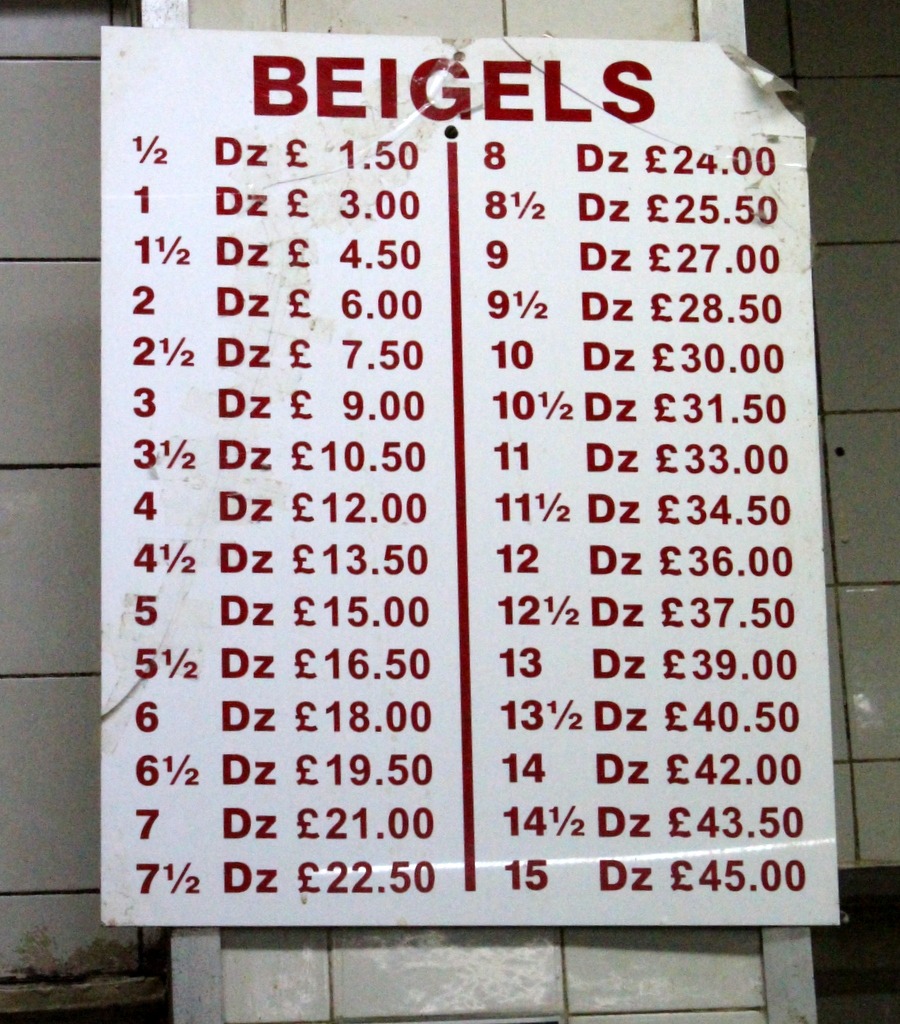 BEIGELS
½ Dz £ 1.50
1 Dz £ 3.00
1½ Dz £ 4.50
2 Dz £ 6.00
2½ Dz £ 7.50
3 Dz £ 9.00
3½ Dz £10.50
4 Dz £12.00
4½ Dz £13.50
5 Dz £15.00
5½ Dz £16.50
6 Dz £18.00
6½ Dz £19.50
7 Dz £21.00
7½ Dz £22.50
8 Dz £24.00
8½ Dz £25.50
9 Dz £27.00
9½ Dz £28.50
10 Dz £30.00
10½ Dz £31.50
11 Dz £33.00
11½ Dz £34.50
12 Dz £36.00
12½ Dz £37.50
13 Dz £39.00
13½ Dz £40.50
14 Dz £42.00
14½ Dz £43.50
15 Dz £45.00